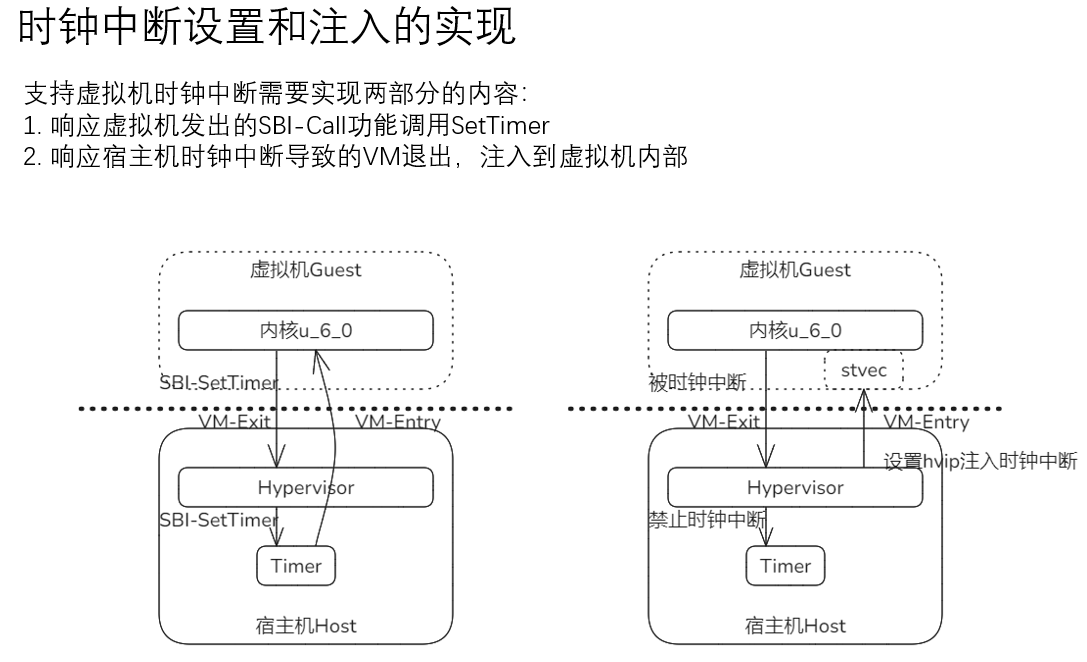 时钟中断设置和注入的实现
支持虚拟机时钟中断需要实现两部分的内容：
1. 响应虚拟机发出的SBI-Call功能调用SetTimer
2. 响应宿主机时钟中断导致的VM退出，注入到虚拟机内部
虚拟机Guest
内核u_6_0
SBI-SetTimer
VM-Exit
VM-Entry
Hypervisor
SBI-SetTimer
Timer
宿主机Host
虚拟机Guest
内核u_6_0
stvec
被时钟中断
VM-Exit
VM-Entry
设置hvip注入时钟中断
Hypervisor
禁止时钟中断
Timer
宿主机Host